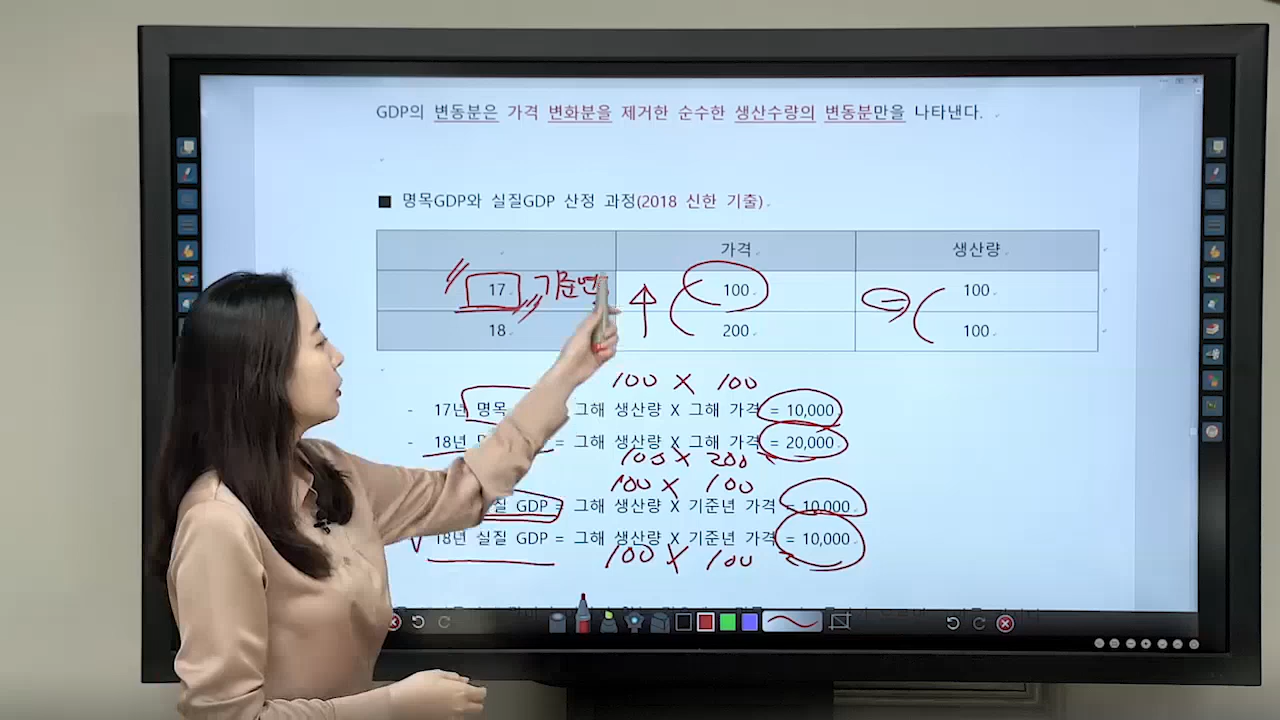 GDP의 변동분은 가격 변화분을 제거한 순수한 생산수량의 변동분만을 나타낸다.
■ 명목GDP와 실질GDP 산정 과정(2018 신한 기출)
가격 생산량
17 기준년 100 100
18 200 100
100 X 100
- 17년 명목 그해 생산량 X 그해 가격 = 10,000
- 18년 = 그해 생산량 X 그해 가격 = 20,000
100 X 200
100 X 100
질 GDP = 그해 생산량 X 기준년 가격 = 10,000
18년 실질 GDP = 그해 생산량 X 기준년 가격 = 10,000
100 X 100